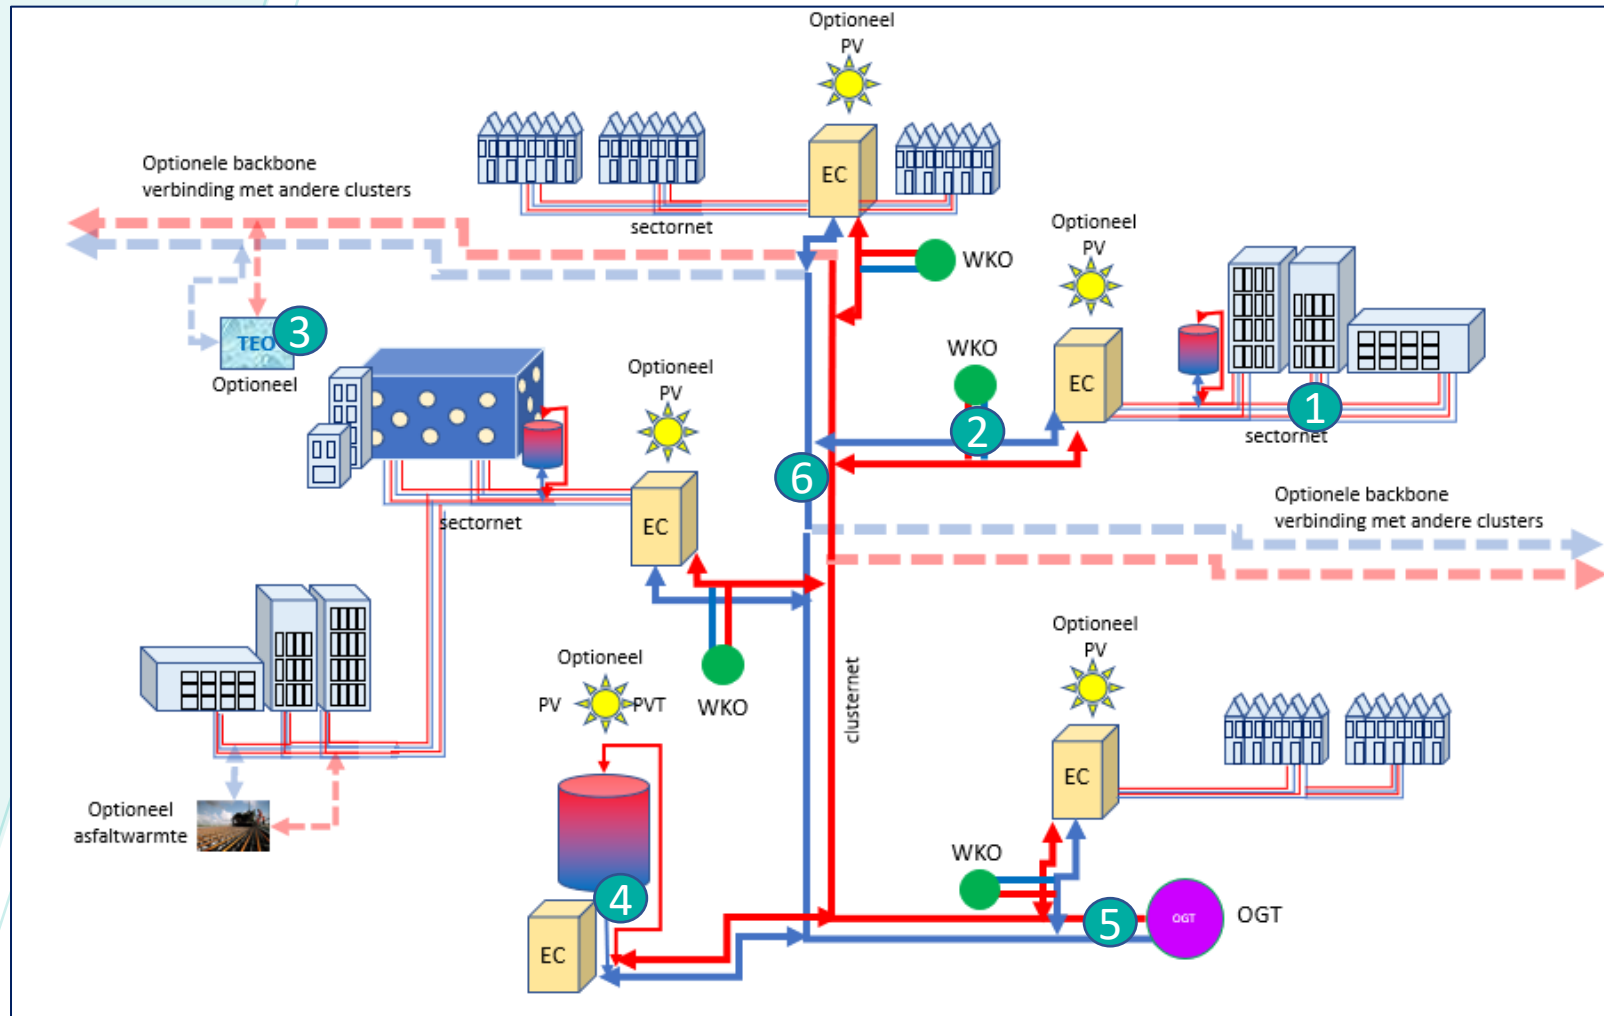 Optioneel
PV
EC
Optionele backbone
verbinding met andere clusters
sectornet
WKO
Optioneel
PV
TEO
3
Optioneel
WKO
EC
1
sectornet
2
Optioneel
PV
6
sectornet
EC
Optionele backbone
verbinding met andere clusters
clusternet
WKO
Optioneel
PV
PVT
Optioneel
PV
EC
Optioneel
asfaltwarmte
WKO
4
EC
5
OGT
OGT